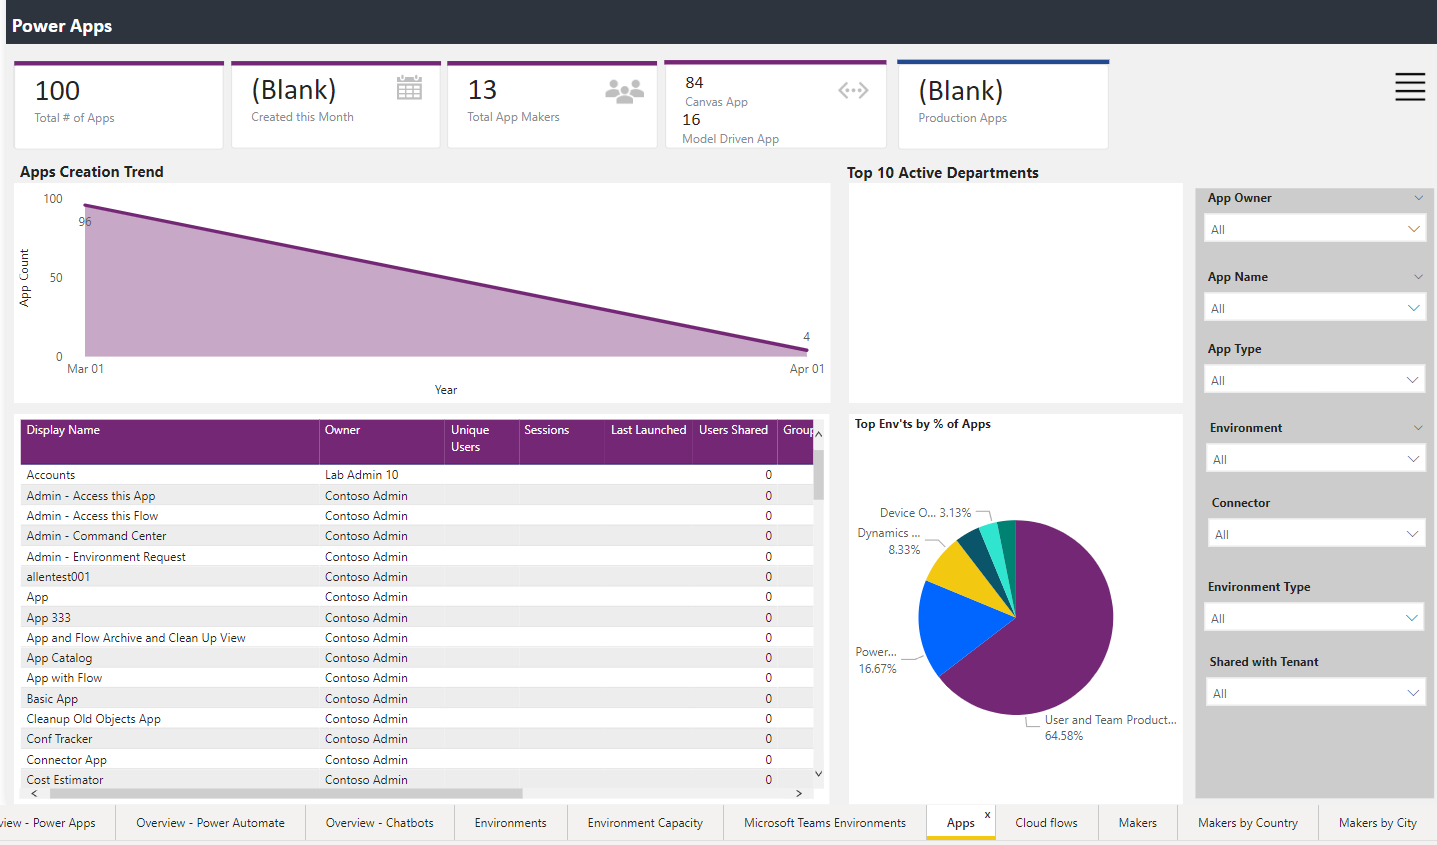 Power Apps
100
Total # of Apps
(Blank)
Created this Month
13
Total App Makers
84
Canvas App
16
Model Driven App
(Blank)
Production Apps
Apps Creation Trend
100
96
50
0
4
App Count
Mar 01
Apr 01
Year
Top 10 Active Departments
App Owner
All
App Name
All
App Type
All
Environment
All
Connector
All
Environment Type
All
Shared with Tenant
All
Display Name Owner Unique Users Sessions Last Launched Users Shared Group
Accounts Lab Admin 10 0
Admin - Access this App Contoso Admin 0
Admin - Access this Flow Contoso Admin 0
Admin - Command Center Contoso Admin 0
Admin - Environment Request Contoso Admin 0
allentest001 Contoso Admin 0
App Contoso Admin 0
App 333 Contoso Admin 0
App and Flow Archive and Clean Up View Contoso Admin 0
App Catalog Contoso Admin 0
App with Flow Contoso Admin 0
Basic App Contoso Admin 0
Cleanup Old Objects App Contoso Admin 0
Conf Tracker Contoso Admin 0
Connector App Contoso Admin 0
Cost Estimator Contoso Admin 0
Top Env'ts by % of Apps
Device O... 3.13%
Dynamics ...
8.33%
Power...
16.67%
User and Team Product...
64.58%
view - Power Apps Overview - Power Automate Overview - Chatbots Environments Environment Capacity Microsoft Teams Environments Apps x Cloud flows Makers Makers by Country Makers by City